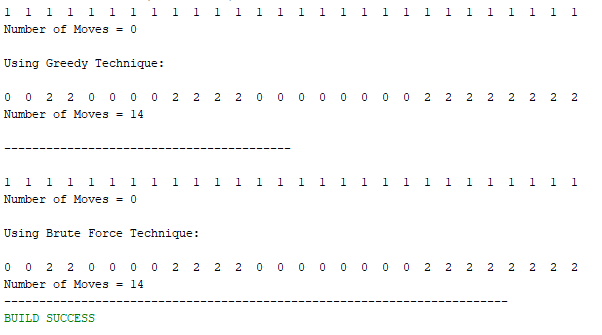 1 1 1 1 1 1 1 1 1 1 1 1 1 1 1 1 1 1 1 1 1 1 1 1 1 1 1 1
Number of Moves = 0
Using Greedy Technique:
0 0 2 2 0 0 0 0 2 2 2 2 0 0 0 0 0 0 0 0 2 2 2 2 2 2 2 2
Number of Moves = 14
-----------------------------------------
1 1 1 1 1 1 1 1 1 1 1 1 1 1 1 1 1 1 1 1 1 1 1 1 1 1 1 1
Number of Moves = 0
Using Brute Force Technique:
0 0 2 2 0 0 0 0 2 2 2 2 0 0 0 0 0 0 0 0 2 2 2 2 2 2 2 2
Number of Moves = 14
------------------------------------------------------------------------
BUILD SUCCESS